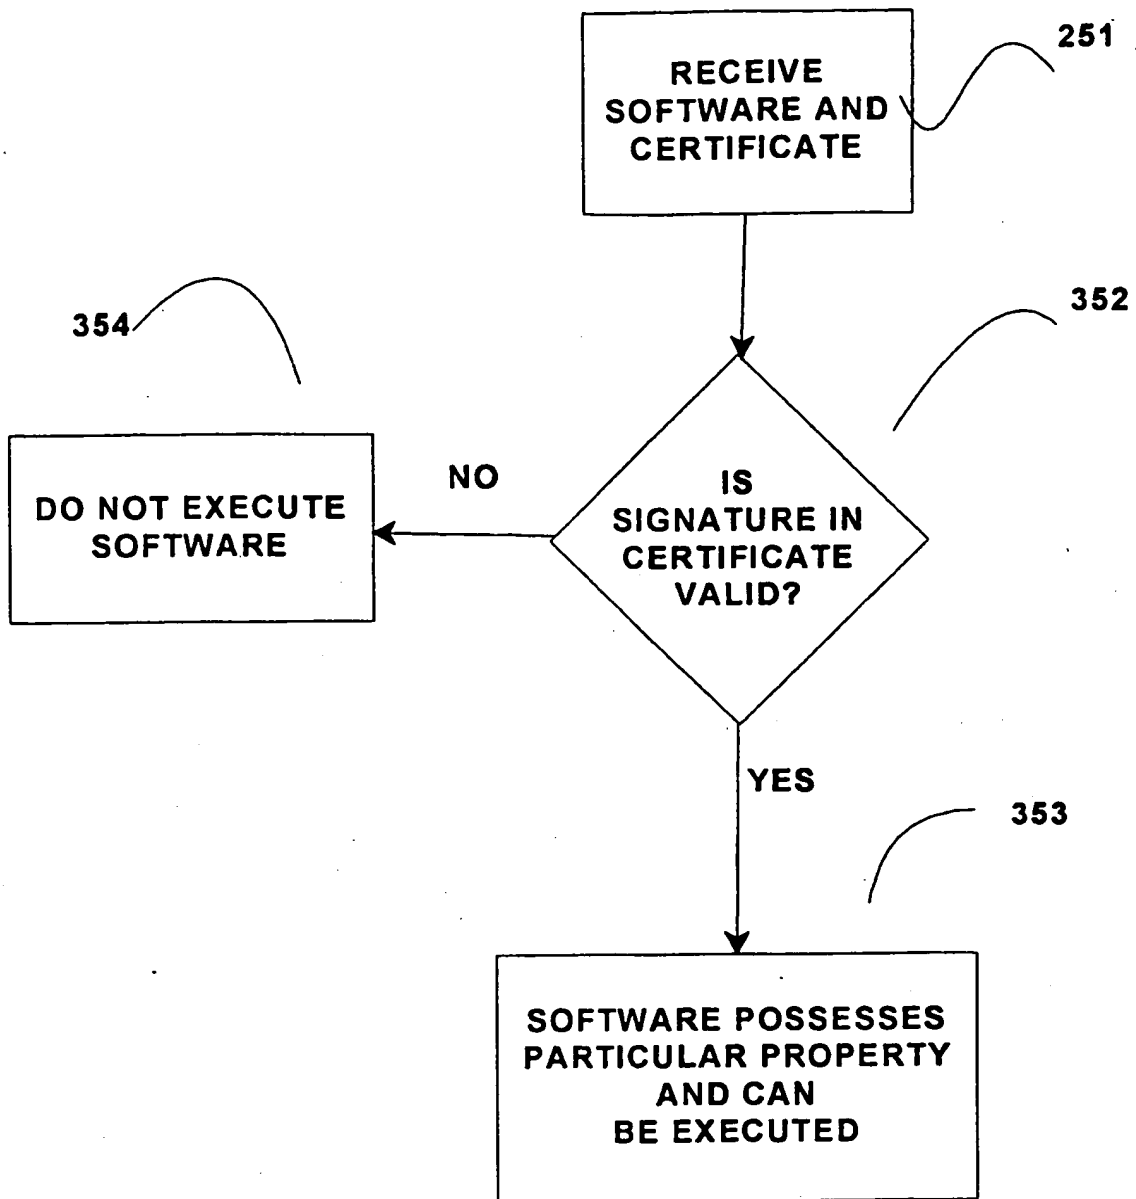 251
RECEIVE
SOFTWARE AND
CERTIFICATE
352
354
NO
IS
SIGNATURE IN
CERTIFICATE
VALID?
DO NOT EXECUTE
SOFTWARE
YES
353
SOFTWARE POSSESSES
PARTICULAR PROPERTY
AND CAN
BE EXECUTED